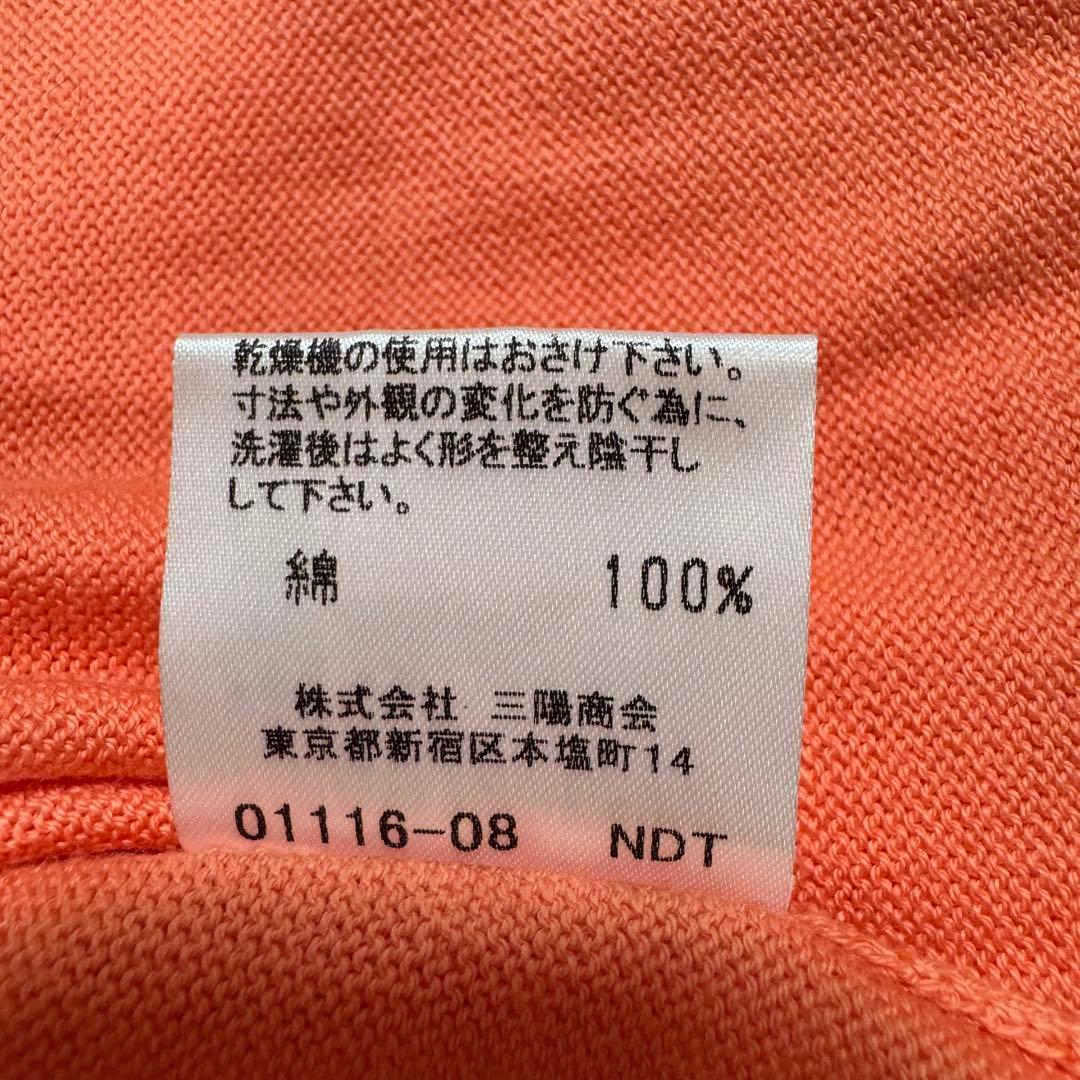 乾燥機の使用はおさけ下さい。
寸法や外観の変化を防ぐ為に、
洗濯後はよく形を整え陰干し
して下さい。
綿 100%
株式会社 三陽商会
東京都新宿区本塩町14
01116-08 NDT